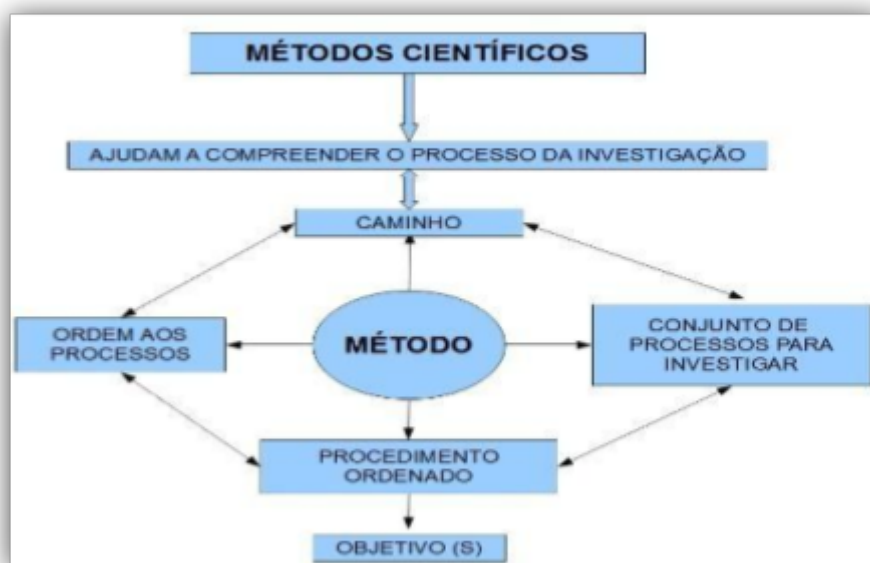 MÉTODOS CIENTÍFICOS
AJUDAM A COMPREENDER O PROCESSO DA INVESTIGAÇÃO
CAMINHO
ORDEM AOS
PROCESSOS
MÉTODO
CONJUNTO DE
PROCESSOS PARA
INVESTIGAR
PROCEDIMENTO
ORDENADO
OBJETIVO (S)